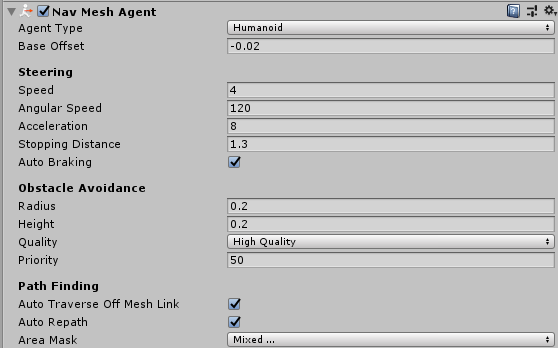 Nav Mesh Agent
Agent Type Humanoid
Base Offset -0.02
Steering
Speed 4
Angular Speed 120
Acceleration 8
Stopping Distance 1.3
Auto Braking
Obstacle Avoidance
Radius 0.2
Height 0.2
Quality High Quality
Priority 50
Path Finding
Auto Traverse Off Mesh Link
Auto Repath
Area Mask Mixed ...